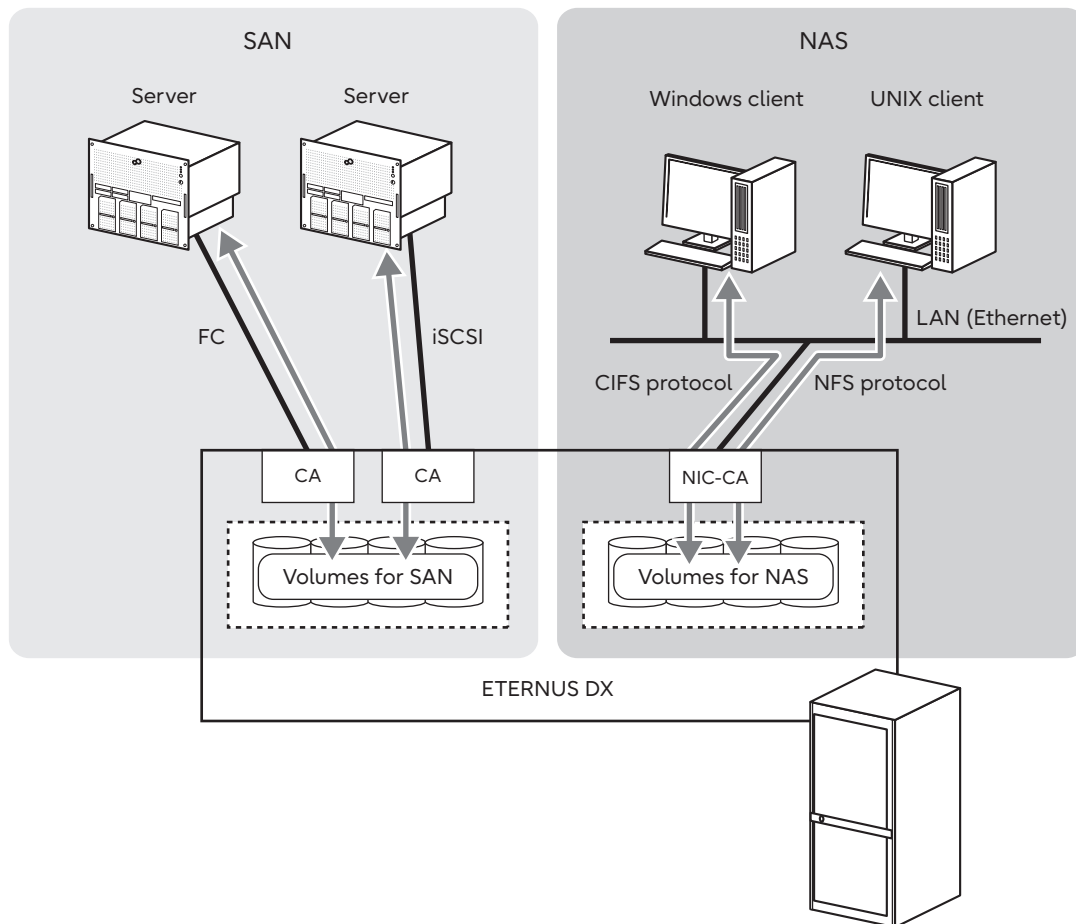 SAN
NAS
Server
Server
Windows client
UNIX client
FC
iSCSI
LAN (Ethernet)
CIFS protocol
NFS protocol
CA
CA
NIC-CA
Volumes for SAN
Volumes for NAS
ETERNUS DX